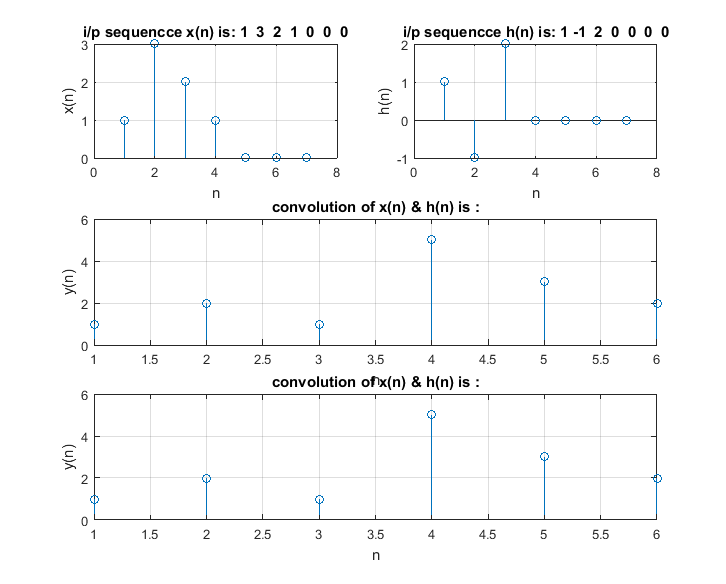 i/p sequencce x(n) is: 1 3 2 1 0 0 0
3
2
1
0
x(n)
0 2 4 6 8
n
i/p sequencce h(n) is: 1 -1 2 0 0 0 0
2
1
0
-1
h(n)
0 2 4 6 8
n
convolution of x(n) & h(n) is :
6
4
2
0
y(n)
1 1.5 2 2.5 3 3.5 4 4.5 5 5.5 6
n
convolution of x(n) & h(n) is :
6
4
2
0
y(n)
1 1.5 2 2.5 3 3.5 4 4.5 5 5.5 6
n